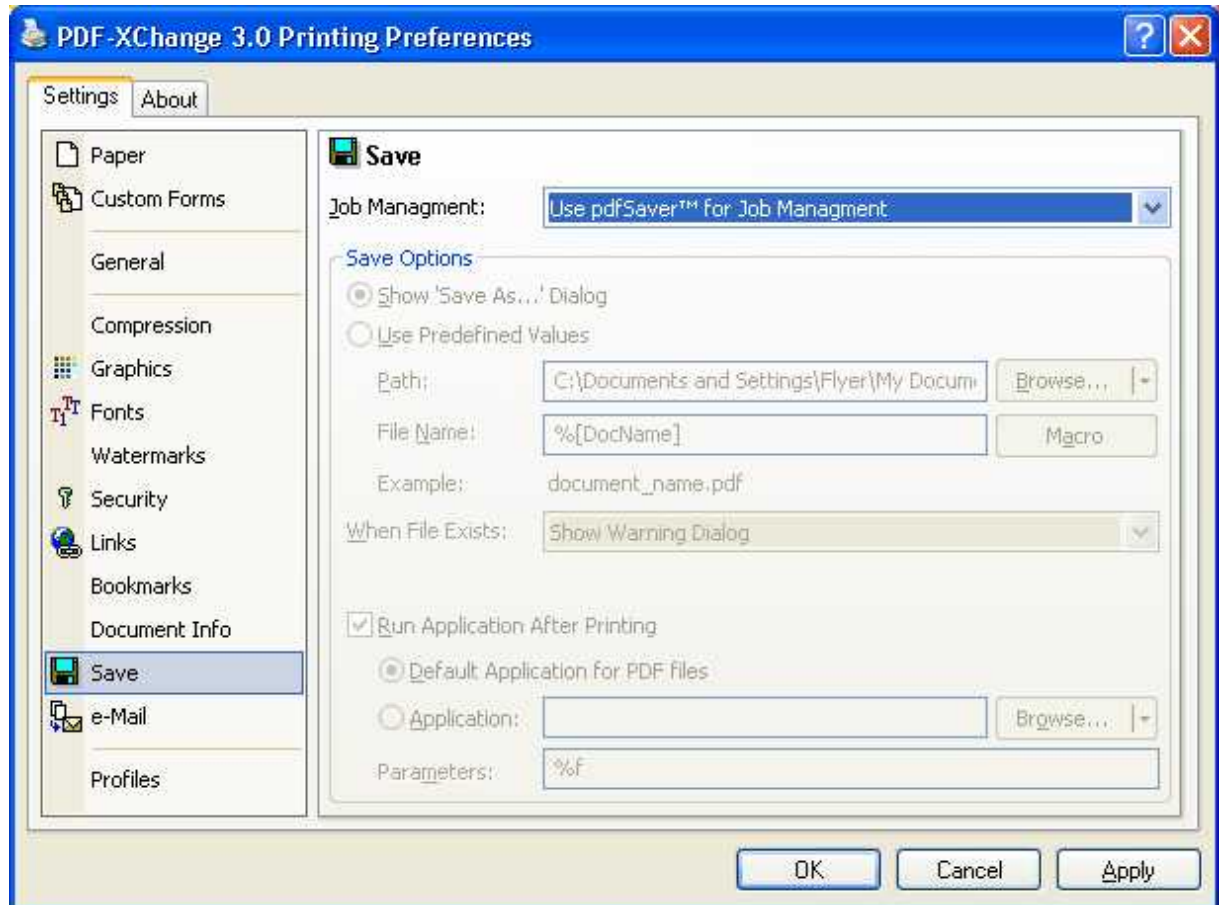 PDF-XChange 3.0 Printing Preferences
Settings
About
Paper
Custom Forms
General
Compression
Graphics
Fonts
Watermarks
Security
Links
Bookmarks
Document Info
Save
e-Mail
Profiles
Save
Job Managment: Use pdfSaver™ for Job Managment
Save Options
Show 'Save As...' Dialog
Use Predefined Values
Path: C:\Documents and Settings\Flyer\My Docum Browse...
File Name: %[DocName] Macro
Example: document_name.pdf
When File Exists: Show Warning Dialog
Run Application After Printing
Default Application for PDF files
Application: Browse...
Parameters: %f
OK Cancel Apply